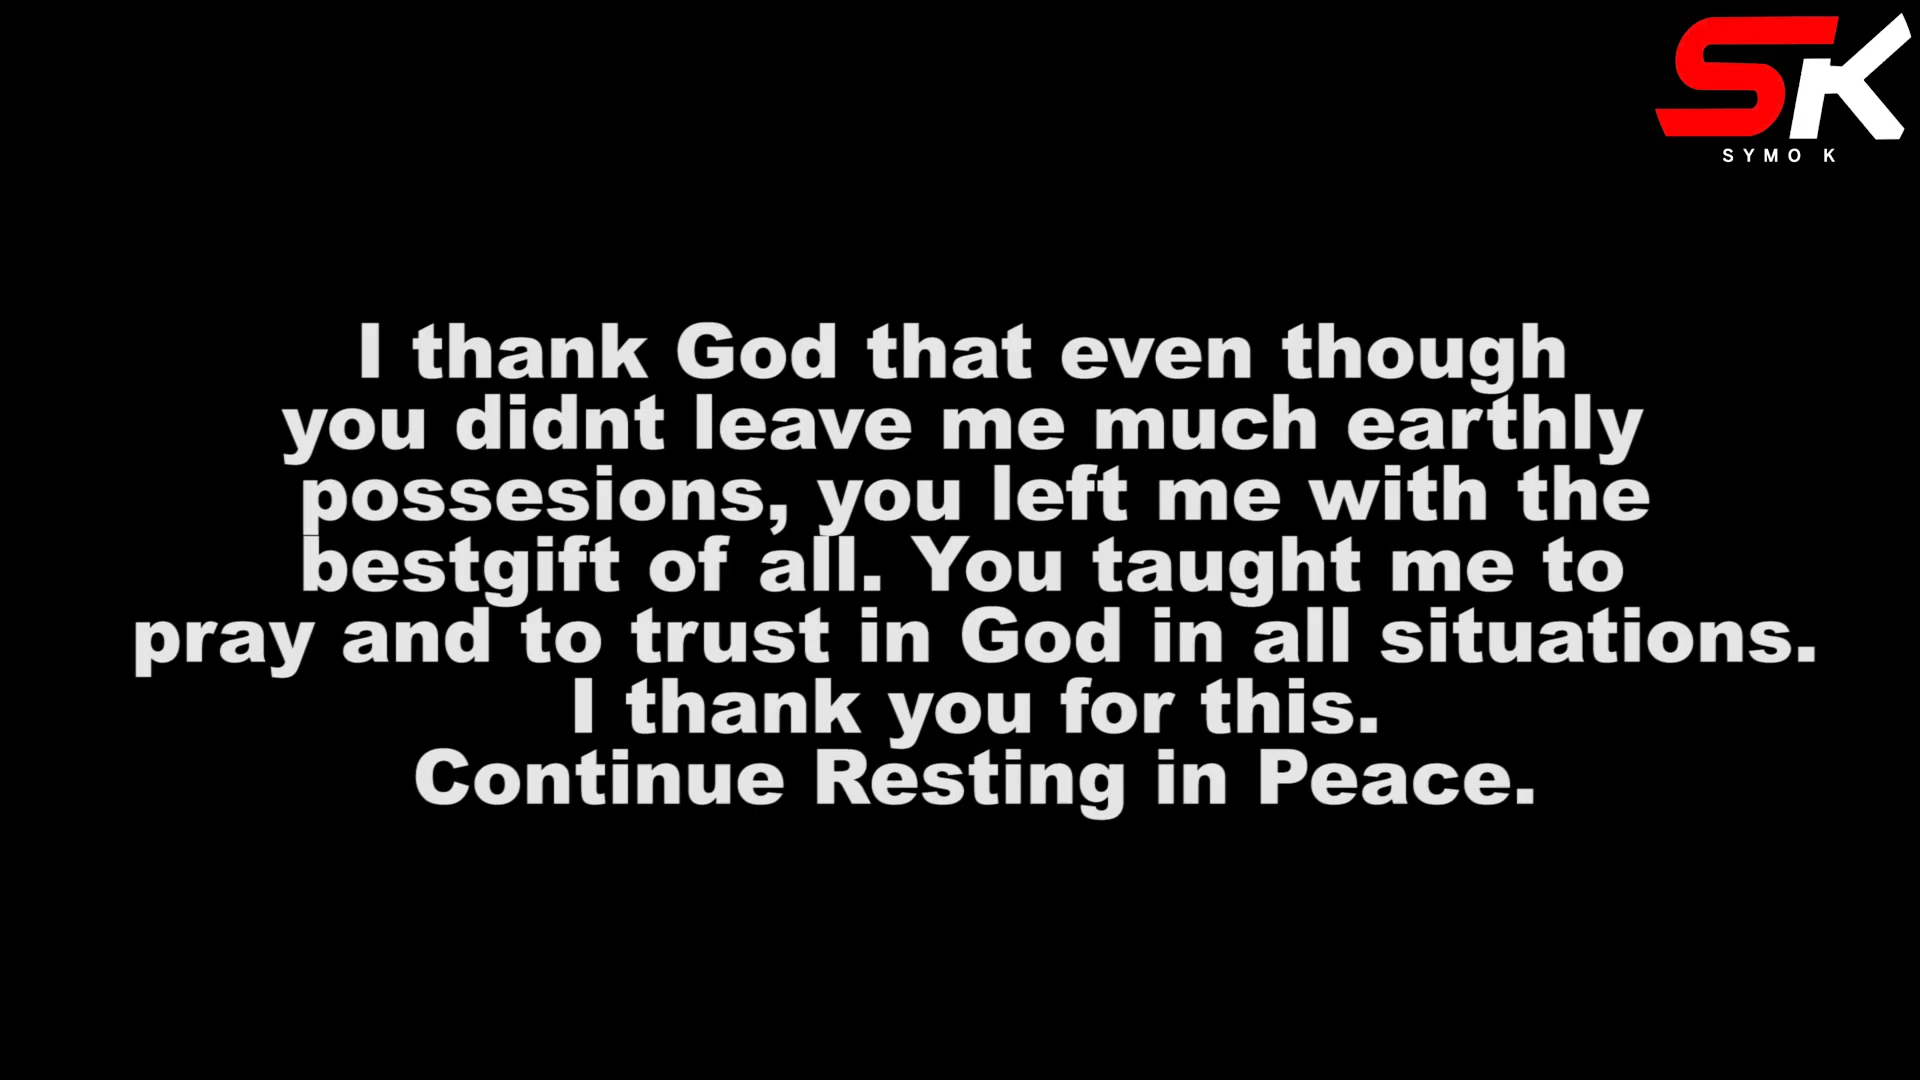 SK
SYMO K
I thank God that even though
you didnt leave me much earthly
possesions, you left me with the
bestgift of all. You taught me to
pray and to trust in God in all situations.
I thank you for this.
Continue Resting in Peace.